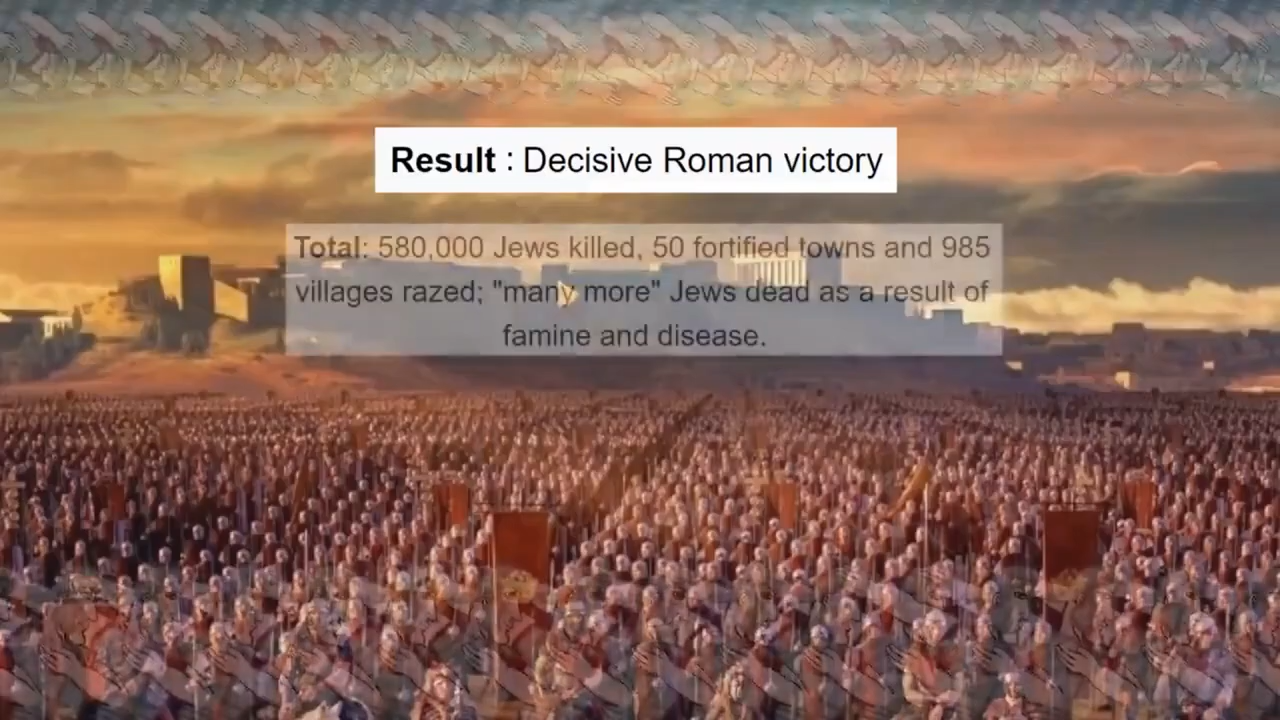 Result : Decisive Roman victory
Total: 580,000 Jews killed, 50 fortified towns and 985
villages razed; "many more" Jews dead as a result of
famine and disease.